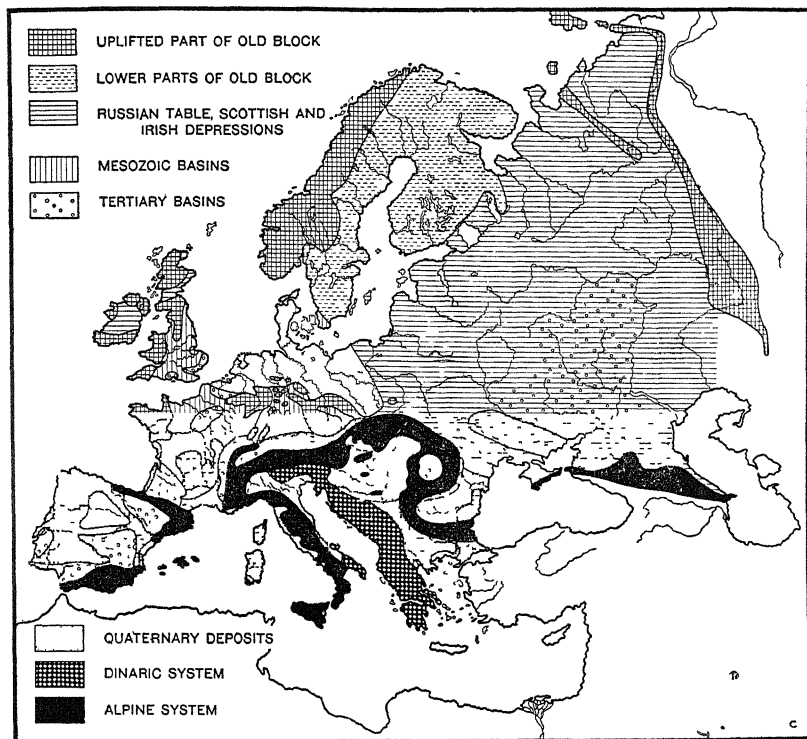 UPLIFTED PART OF OLD BLOCK
LOWER PARTS OF OLD BLOCK
RUSSIAN TABLE, SCOTTISH AND
IRISH DEPRESSIONS
MESOZOIC BASINS
TERTIARY BASINS
QUATERNARY DEPOSITS
DINARIC SYSTEM
ALPINE SYSTEM
C